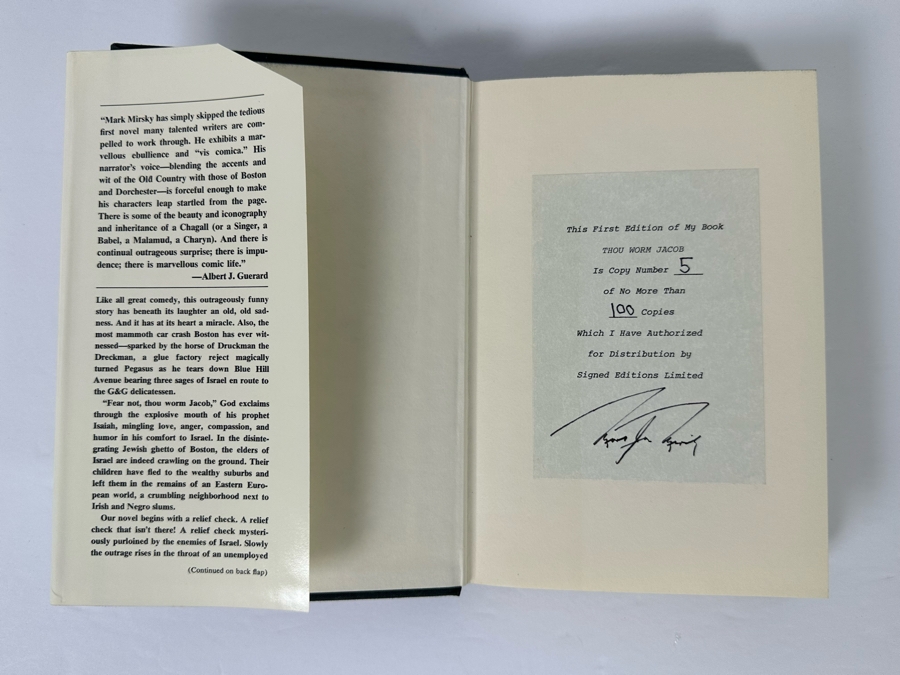 “Mark Mirsky has simply skipped the tedious
first novel many talented writers are com-
pelled to work through. He exhibits a mar-
vellous ebullience and “vis comica.” His
narrator's voice—blending the accents and
wit of the Old Country with those of Boston
and Dorchester—is forceful enough to make
his characters leap startled from the page.
There is some of the beauty and iconography
and inheritance of a Chagall (or a Singer, a
Babel, a Malamud, a Charyn). And there is
continual outrageous surprise; there is impu-
dence; there is marvellous comic life.”
—Albert J. Guerard
Like all great comedy, this outrageously funny
story has beneath its laughter an old, old sad-
ness. And it has at its heart a miracle. Also, the
most mammoth car crash Boston has ever wit-
nessed—sparked by the horse of Druckman the
Dreckman, a glue factory reject magically
turned Pegasus as he tears down Blue Hill
Avenue bearing three sages of Israel en route to
the G&G delicatessen.
“Fear not, thou worm Jacob,” God exclaims
through the explosive mouth of his prophet
Isaiah, mingling love, anger, compassion, and
humor in his comfort to Israel. In the disinte-
grating Jewish ghetto of Boston, the elders of
Israel are indeed crawling on the ground. Their
children have fled to the wealthy suburbs and
left them in the remains of an Eastern Euro-
pean world, a crumbling neighborhood next to
Irish and Negro slums.
Our novel begins with a relief check. A relief
check that isn't there! A relief check mysteri-
ously purloined by the enemies of Israel. Slowly
the outrage rises in the throat of an unemployed
(Continued on back flap)
This First Edition of My Book
THOU WORM JACOB
Is Copy Number 5
of No More Than
100 Copies
Which I Have Authorized
for Distribution by
Signed Editions Limited